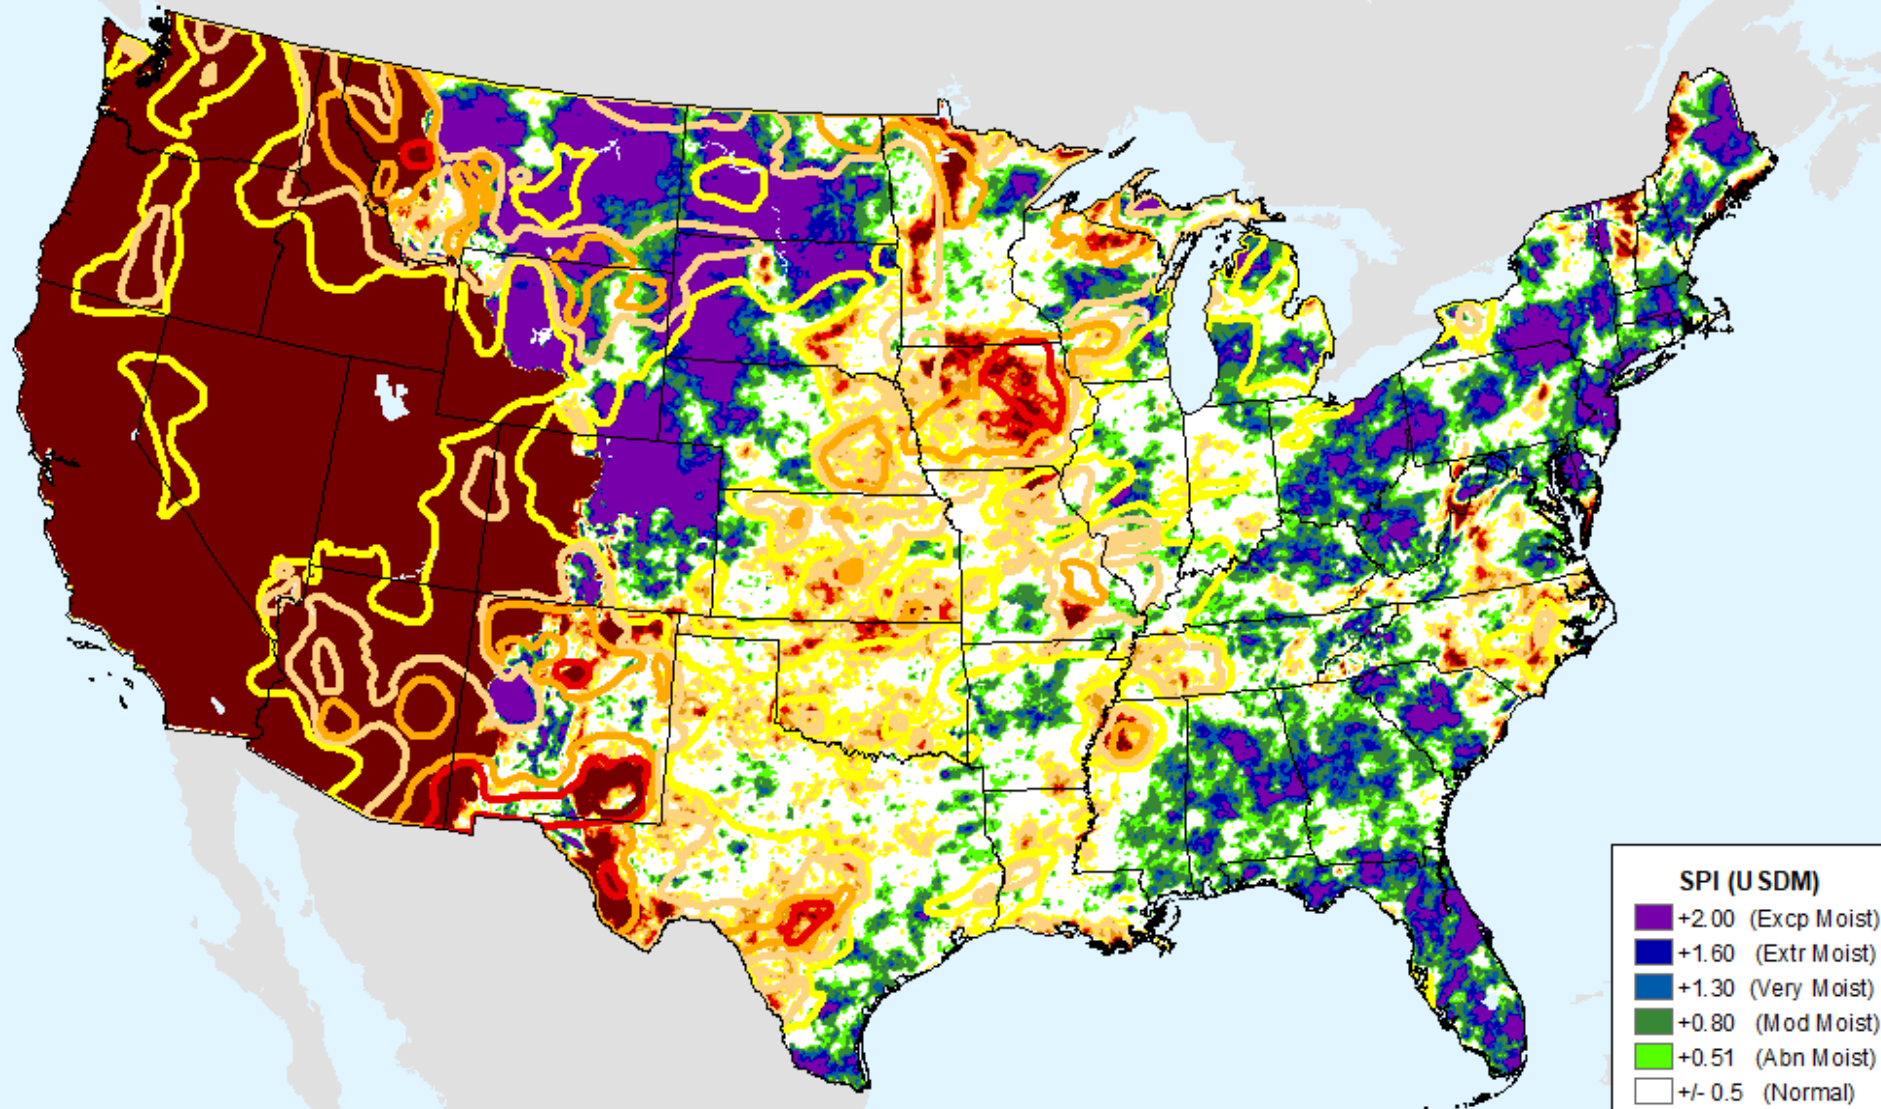 SPI (USDM)
+2.00 (Excp Moist)
+1.60 (Extr Moist)
+1.30 (Very Moist)
+0.80 (Mod Moist)
+0.51 (Abn Moist)
+/- 0.5 (Normal)